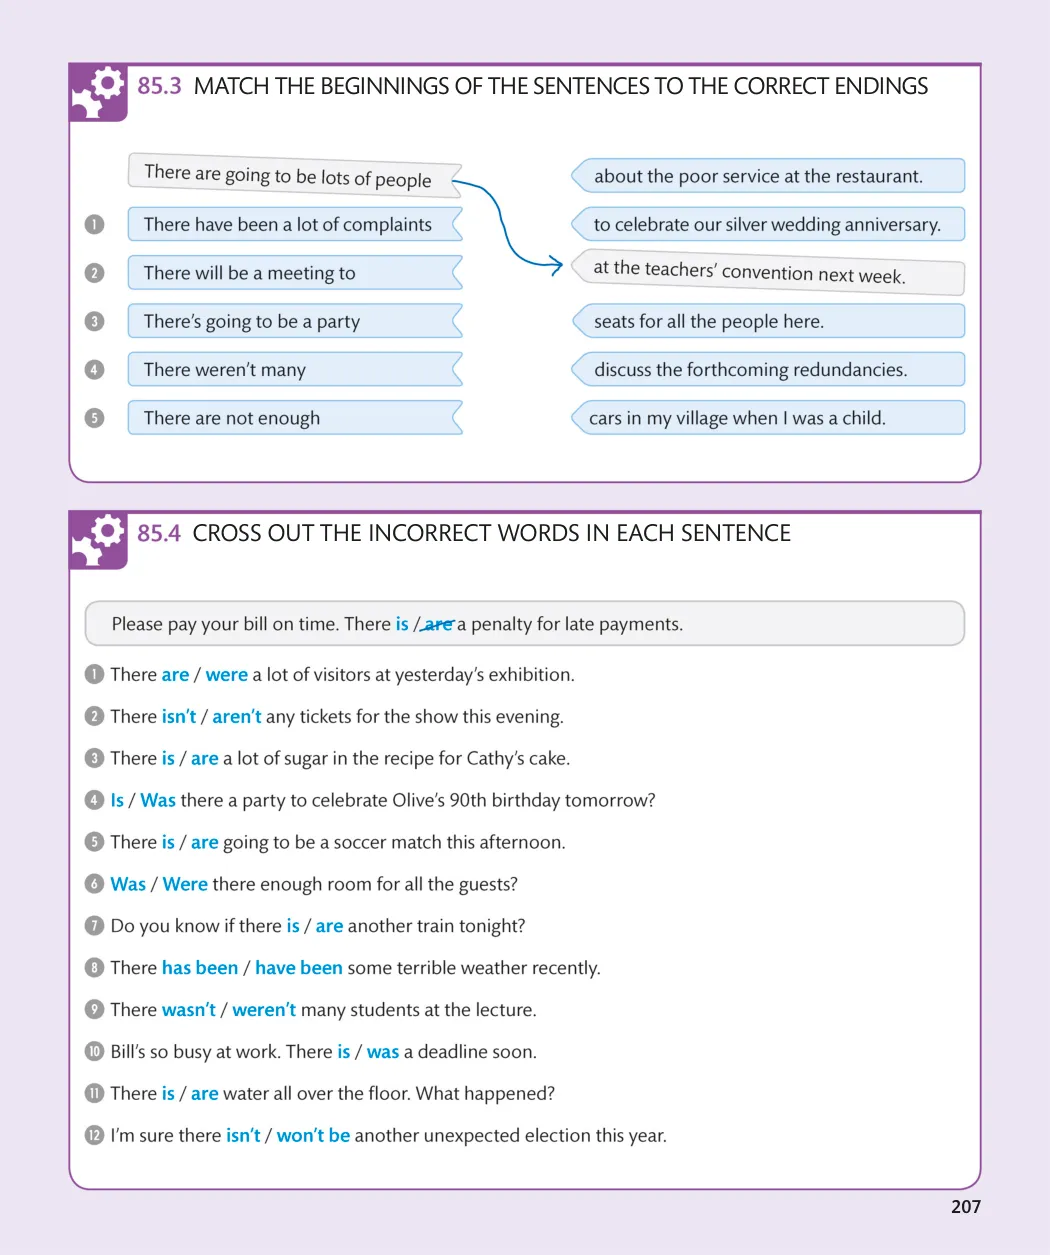 85.3 MATCH THE BEGINNINGS OF THE SENTENCES TO THE CORRECT ENDINGS
There are going to be lots of people
about the poor service at the restaurant.
1 There have been a lot of complaints
to celebrate our silver wedding anniversary.
2 There will be a meeting to
at the teachers’ convention next week.
3 There’s going to be a party
seats for all the people here.
4 There weren’t many
discuss the forthcoming redundancies.
5 There are not enough
cars in my village when I was a child.
85.4 CROSS OUT THE INCORRECT WORDS IN EACH SENTENCE
Please pay your bill on time. There is / are a penalty for late payments.
1 There are / were a lot of visitors at yesterday’s exhibition.
2 There isn’t / aren’t any tickets for the show this evening.
3 There is / are a lot of sugar in the recipe for Cathy’s cake.
4 Is / Was there a party to celebrate Olive’s 90th birthday tomorrow?
5 There is / are going to be a soccer match this afternoon.
6 Was / Were there enough room for all the guests?
7 Do you know if there is / are another train tonight?
8 There has been / have been some terrible weather recently.
9 There wasn’t / weren’t many students at the lecture.
10 Bill’s so busy at work. There is / was a deadline soon.
11 There is / are water all over the floor. What happened?
12 I’m sure there isn’t / won’t be another unexpected election this year.
207